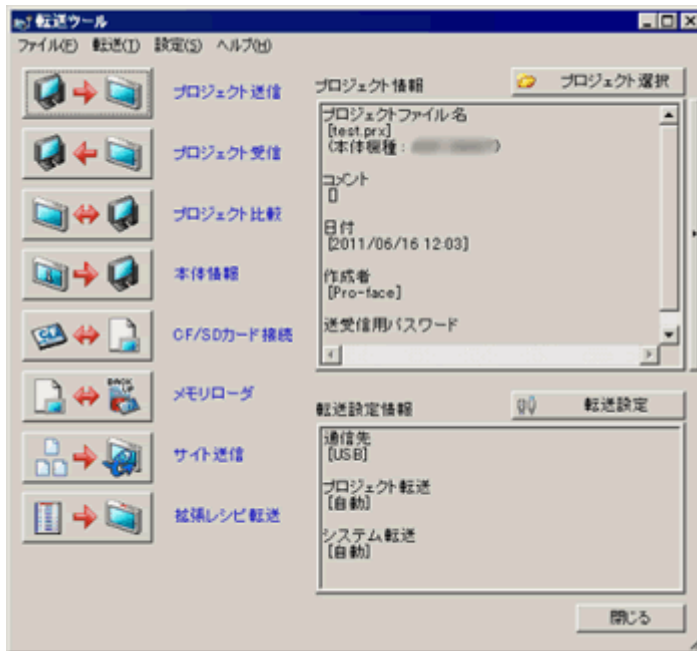 転送ツール
ファイル(F) 転送(T) 設定(S) ヘルプ(H)
プロジェクト送信
プロジェクト受信
プロジェクト比較
本体情報
CF/SDカード接続
メモリローダ
サイト送信
拡張レシピ転送
プロジェクト情報
プロジェクト選択
プロジェクトファイル名
[test.prx]
(本体機種: )
コメント
[]
日付
[2011/06/16 12:03]
作成者
[Pro-face]
送受信用パスワード
転送設定情報
転送設定
通信先
[USB]
プロジェクト転送
[自動]
システム転送
[自動]
閉じる